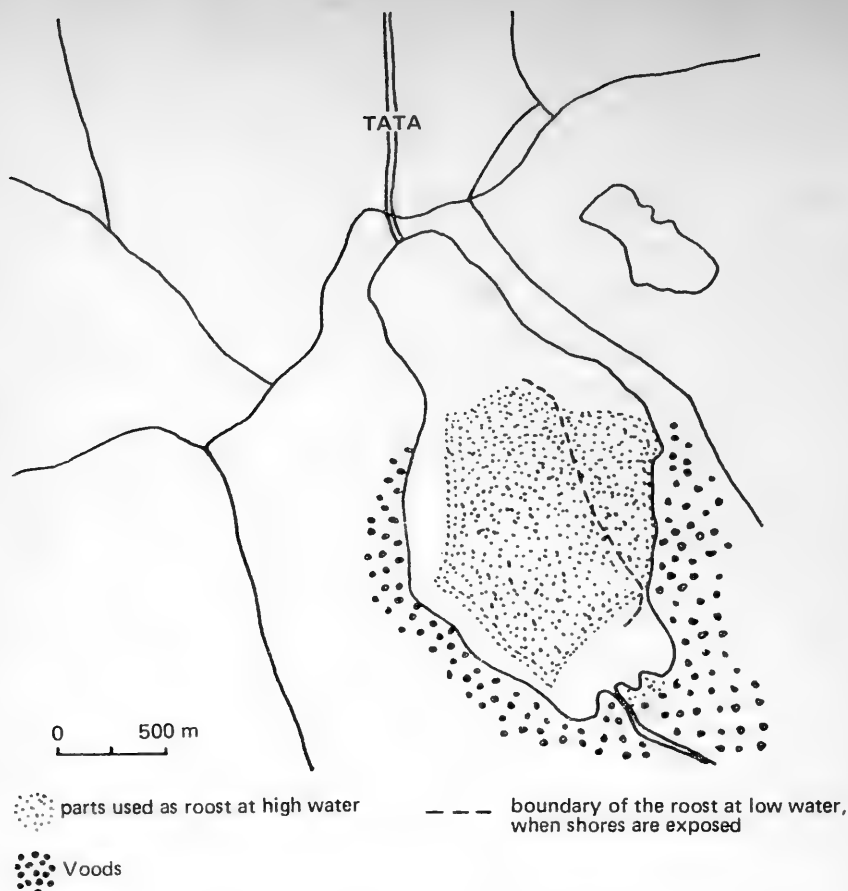 TATA
0 500 m
parts used as roost at high water
boundary of the roost at low water,
when shores are exposed
Voods